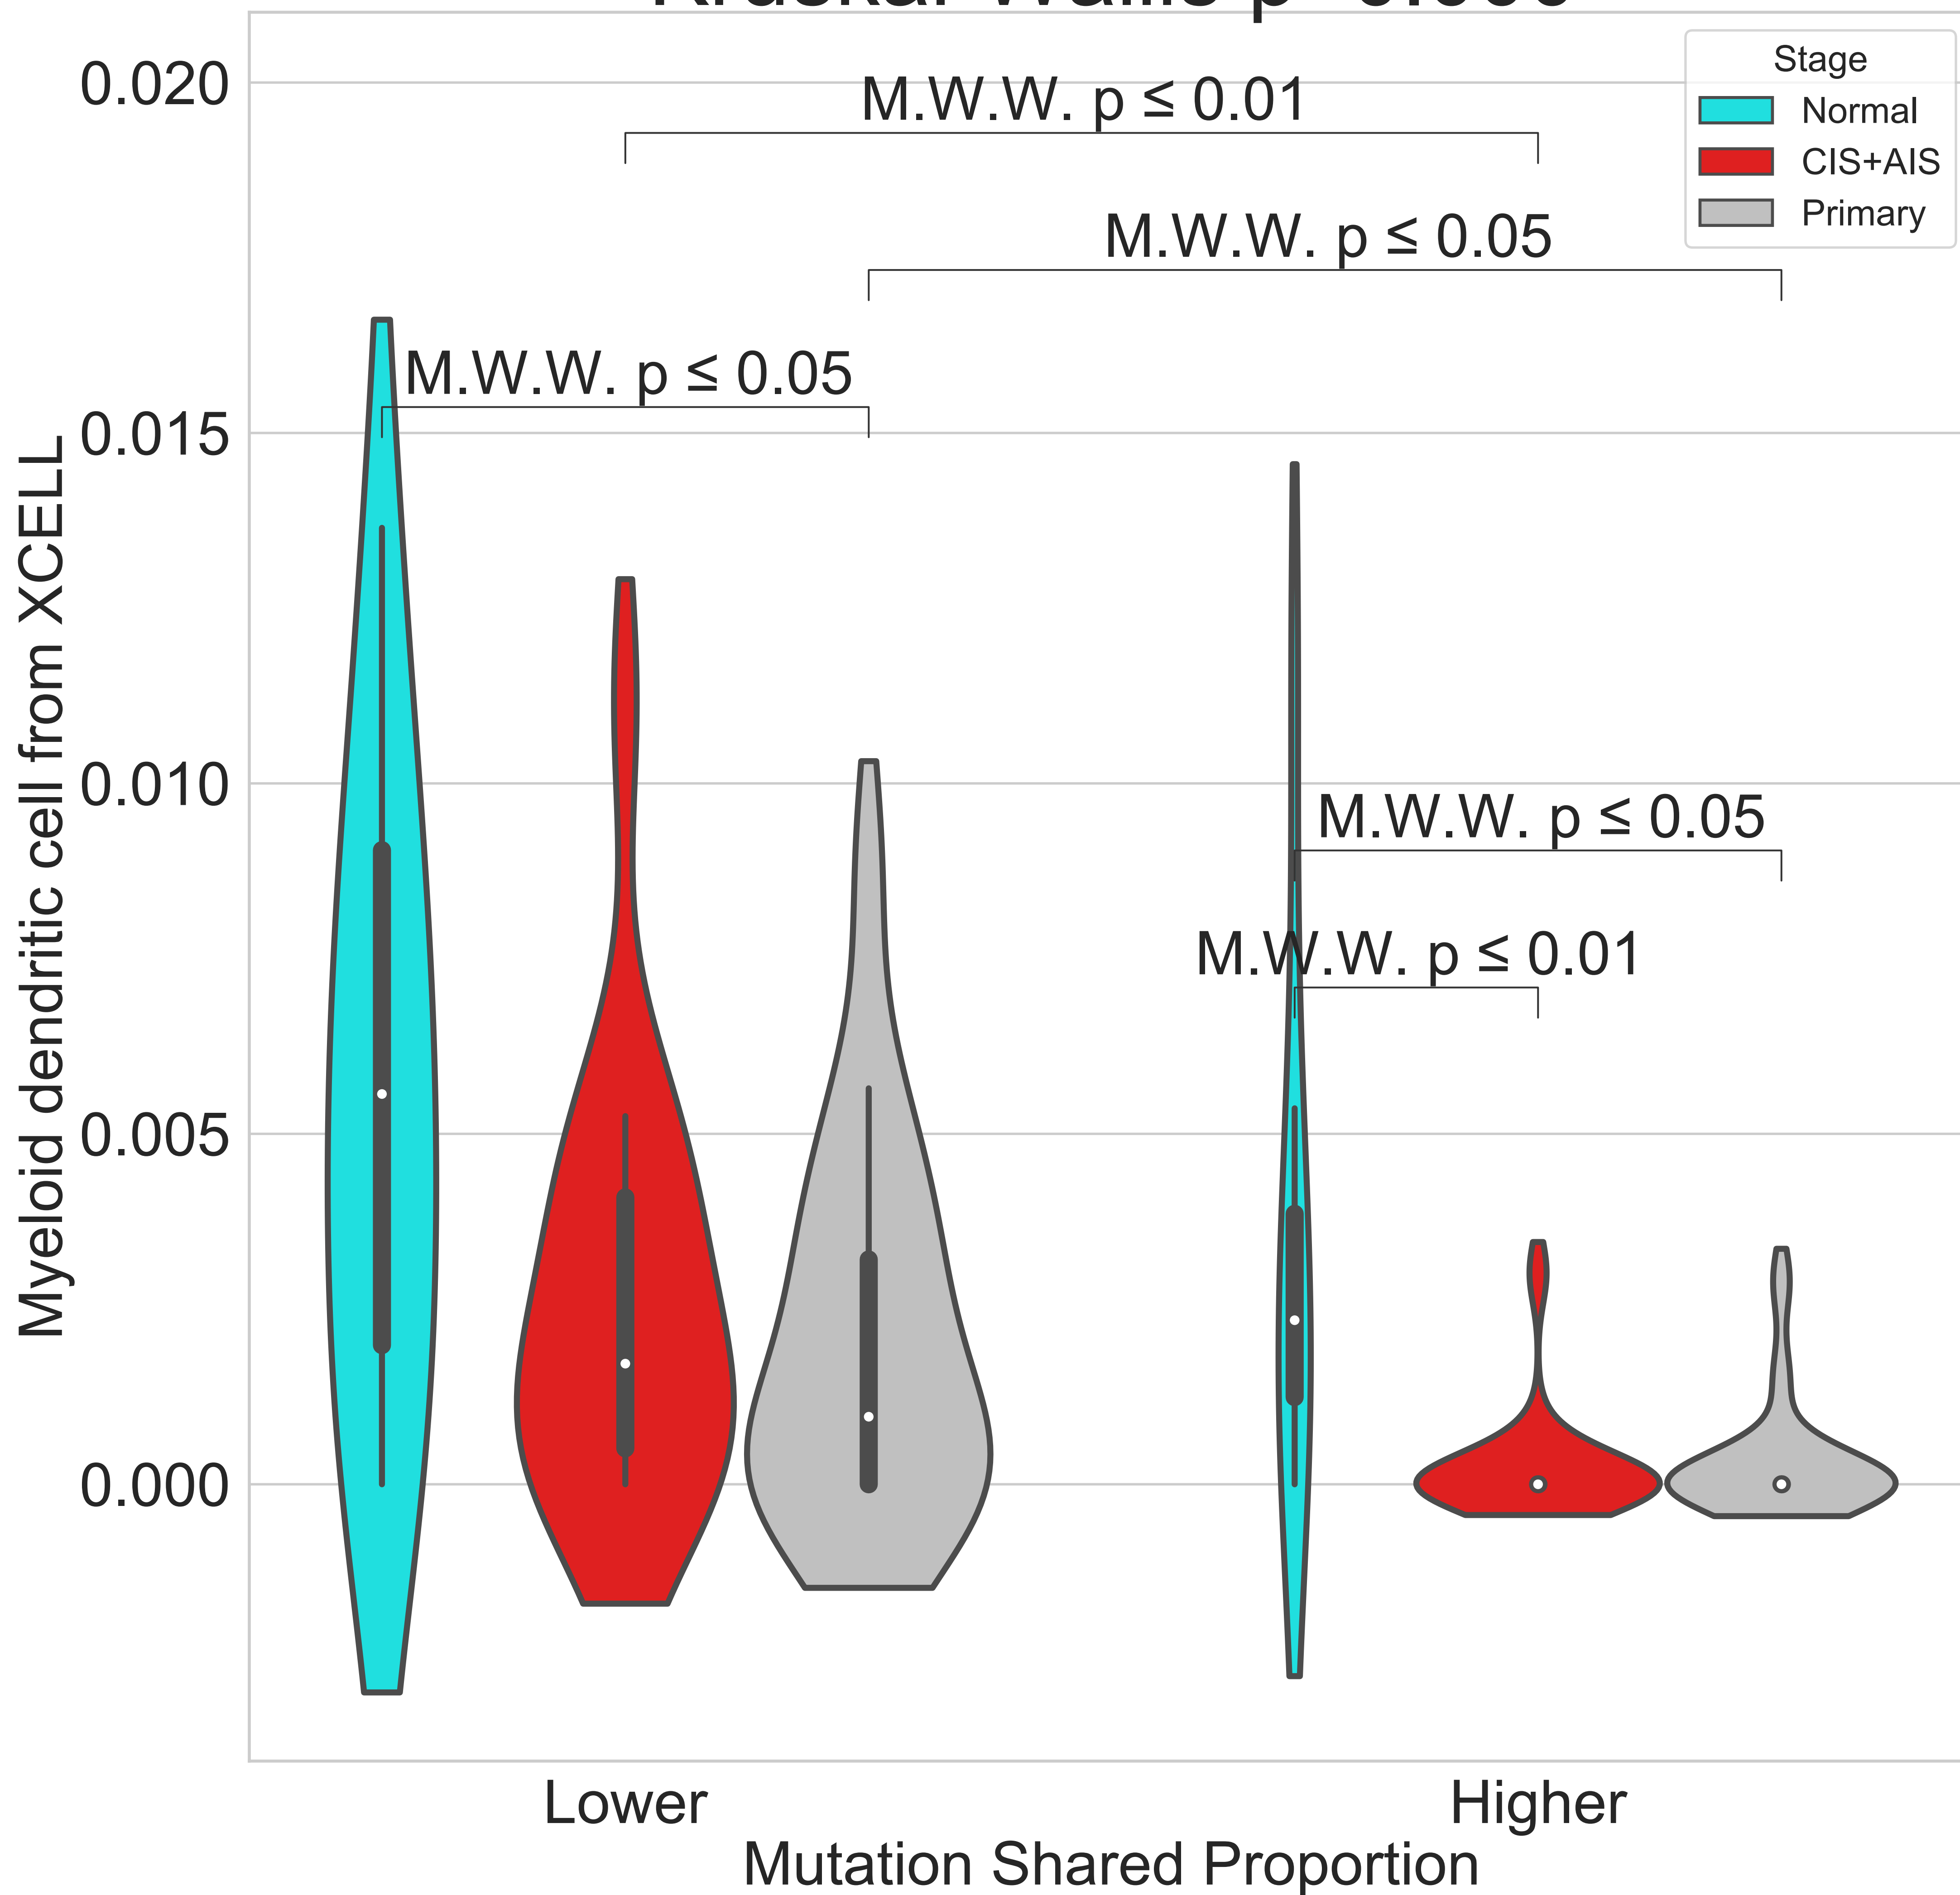 Stage
Normal
CIS+AIS
Primary
M.W.W. p ≤ 0.01
M.W.W. p ≤ 0.05
M.W.W. p ≤ 0.05
M.W.W. p ≤ 0.05
M.W.W. p ≤ 0.01
0.020
0.015
0.010
0.005
0.000
Myeloid dendritic cell from XCELL
Lower
Higher
Mutation Shared Proportion